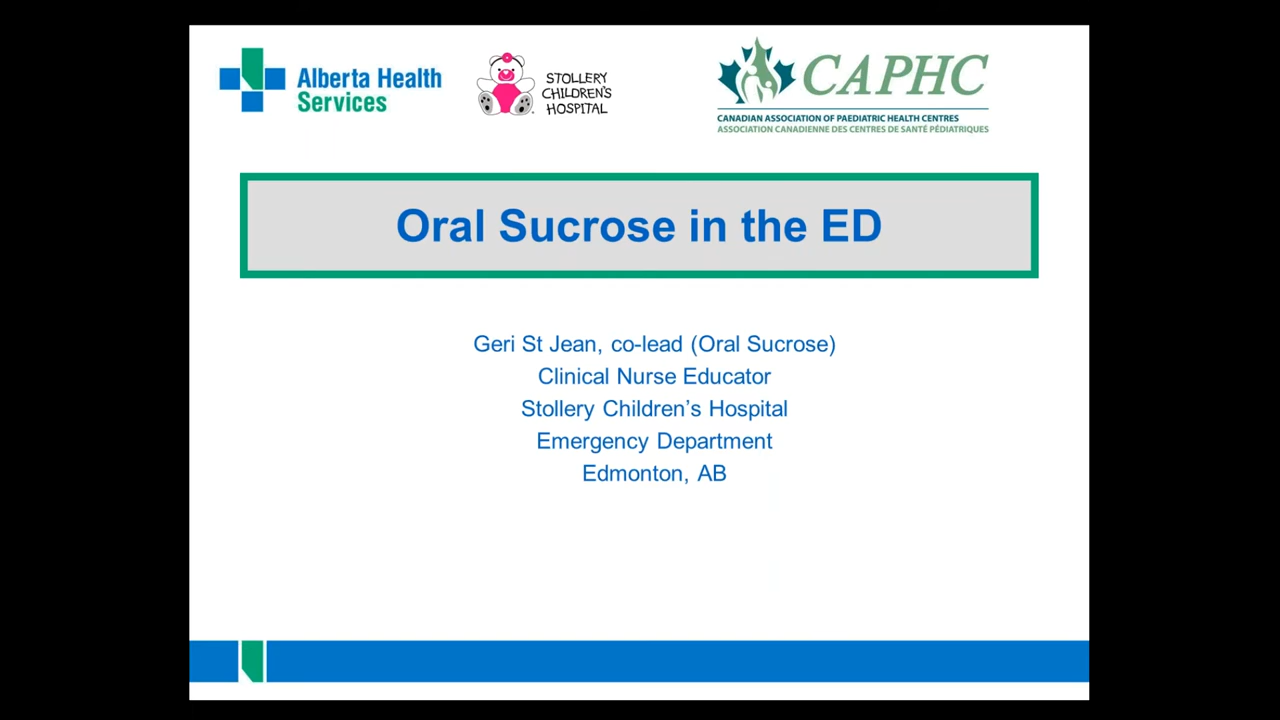 Alberta Health
Services
STOLLERY
CHILDREN'S
HOSPITAL
CAPHC
CANADIAN ASSOCIATION OF PAEDIATRIC HEALTH CENTRES
ASSOCIATION CANADIENNE DES CENTRES DE SANTÉ PÉDIATRIQUES
Oral Sucrose in the ED
Geri St Jean, co-lead (Oral Sucrose)
Clinical Nurse Educator
Stollery Children’s Hospital
Emergency Department
Edmonton, AB